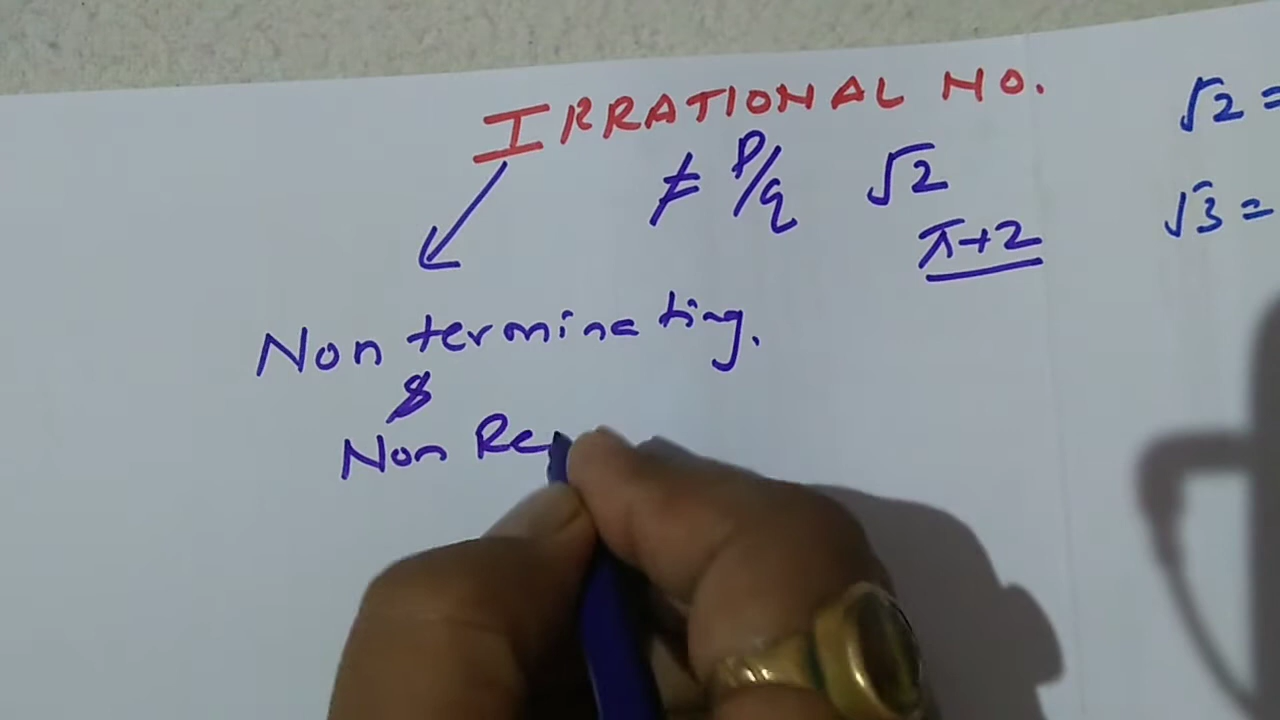 IRRATIONAL NO.
≠ P/q √2
π+2
√2 =
√3 =
Non terminating.
&
Non Re